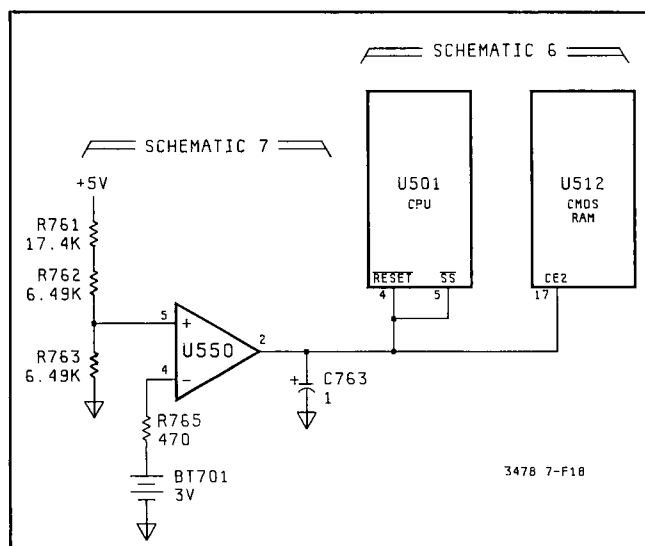 SCHEMATIC 6
SCHEMATIC 7
+5V
R761
17.4K
R762
6.49K
R763
6.49K
5
+
U550
2
4
−
R765
470
BT701
3V
+
C763
1
U501
CPU
RESET
SS
4
5
U512
CMOS
RAM
CE2
17
3478 7-F18